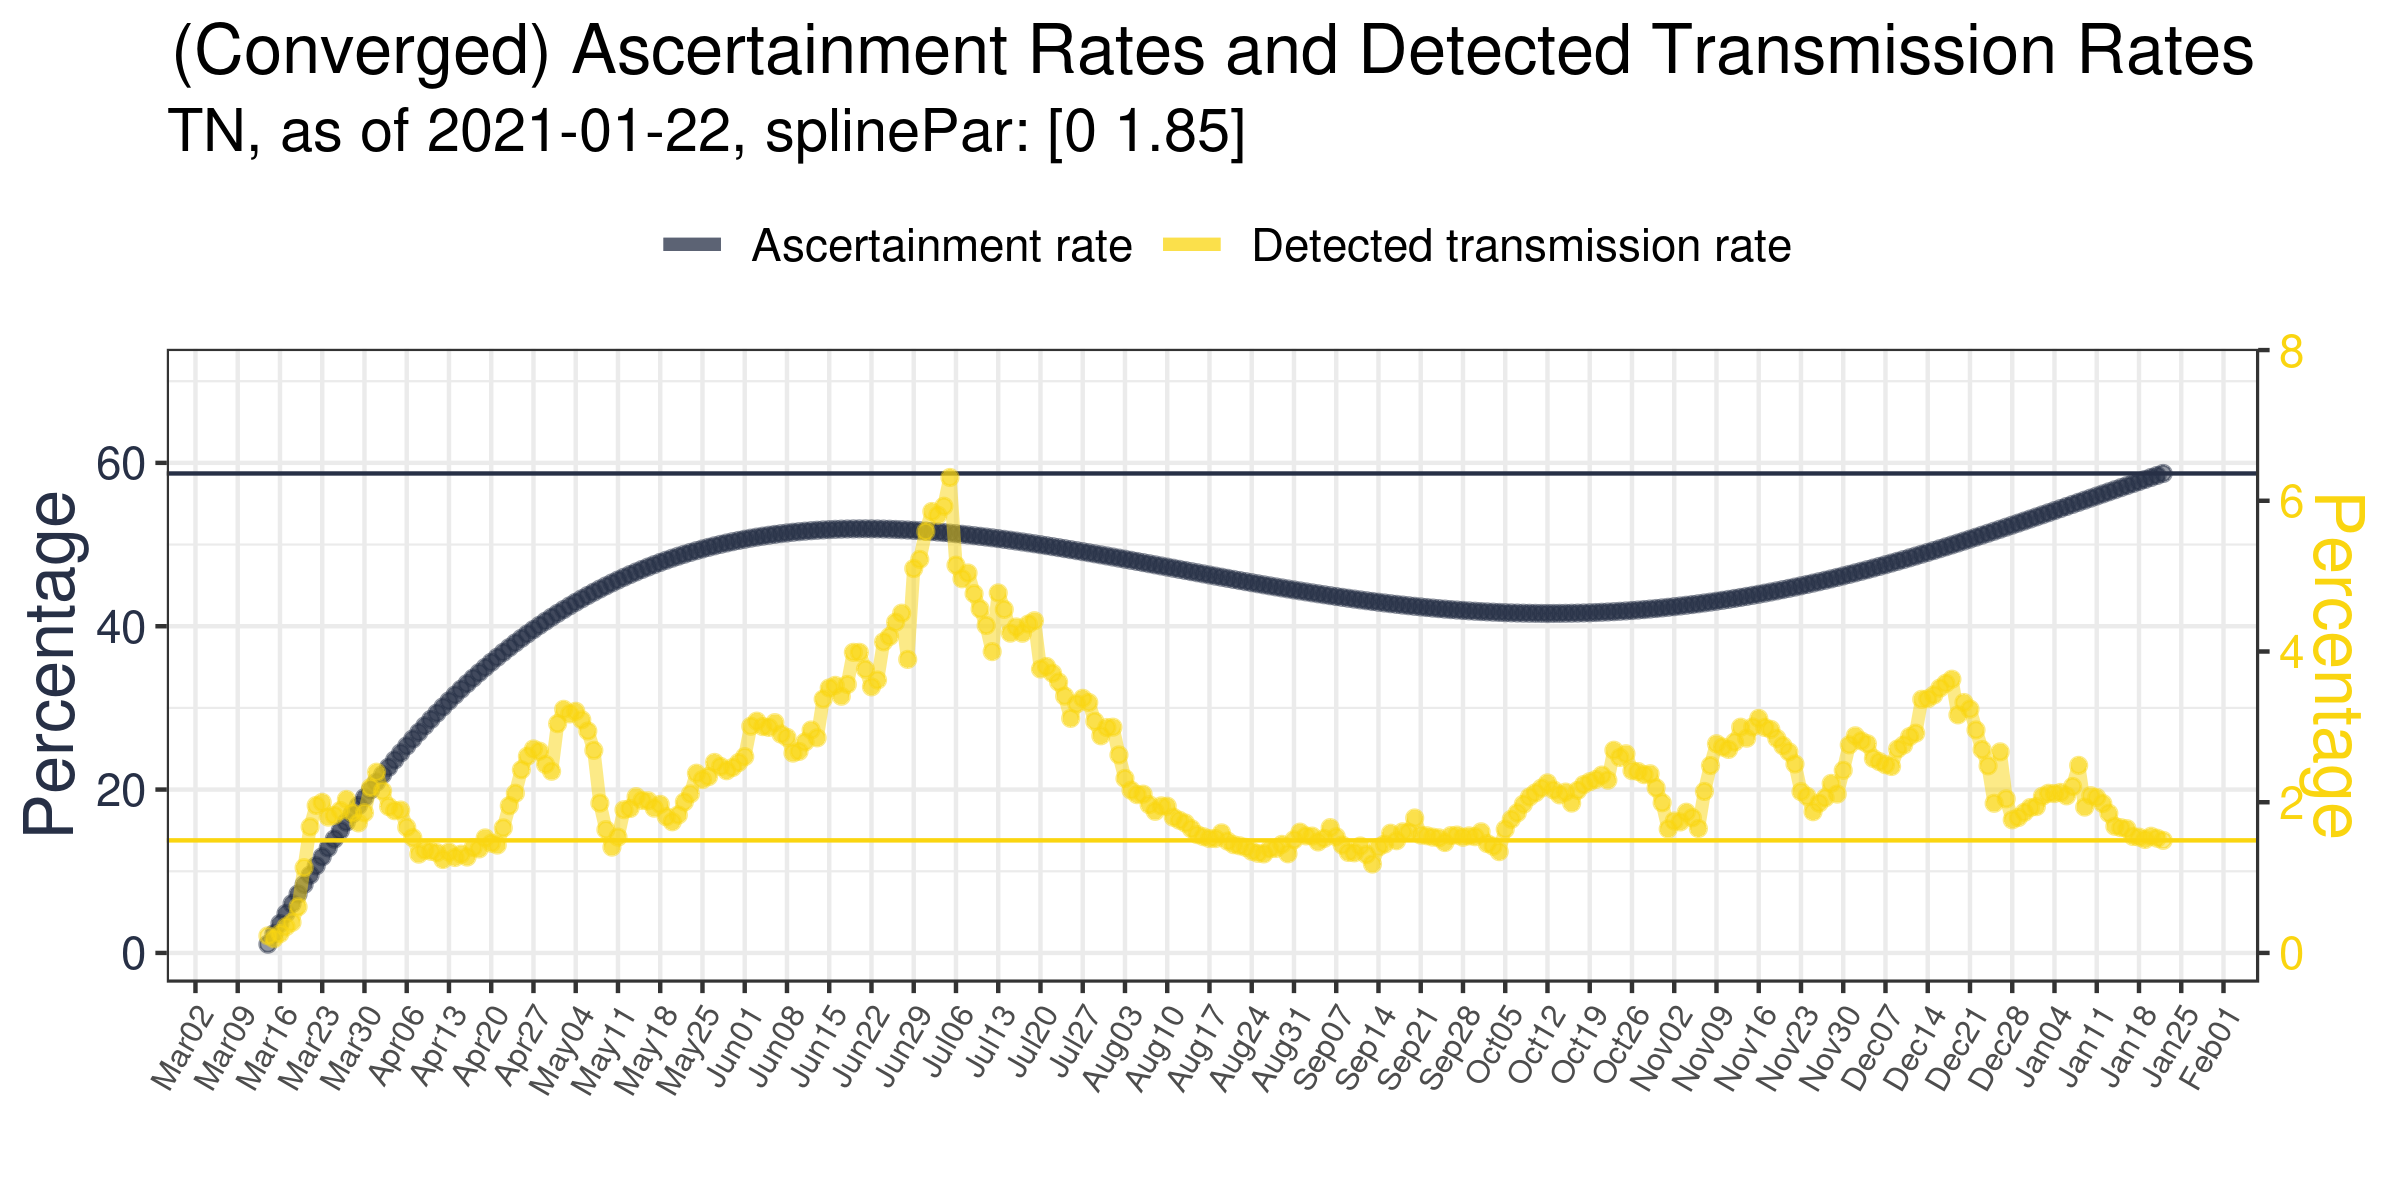 (Converged) Ascertainment Rates and Detected Transmission Rates
TN, as of 2021-01-22, splinePar: [0 1.85]
Ascertainment rate
Detected transmission rate
Percentage
60
40
20
0
8
6
4
2
0
Percentage
Mar02
Mar09
Mar16
Mar23
Mar30
Apr06
Apr13
Apr20
Apr27
May04
May11
May18
May25
Jun01
Jun08
Jun15
Jun22
Jun29
Jul06
Jul13
Jul20
Jul27
Aug03
Aug10
Aug17
Aug24
Aug31
Sep07
Sep14
Sep21
Sep28
Oct05
Oct12
Oct19
Oct26
Nov02
Nov09
Nov16
Nov23
Nov30
Dec07
Dec14
Dec21
Dec28
Jan04
Jan11
Jan18
Jan25
Feb01